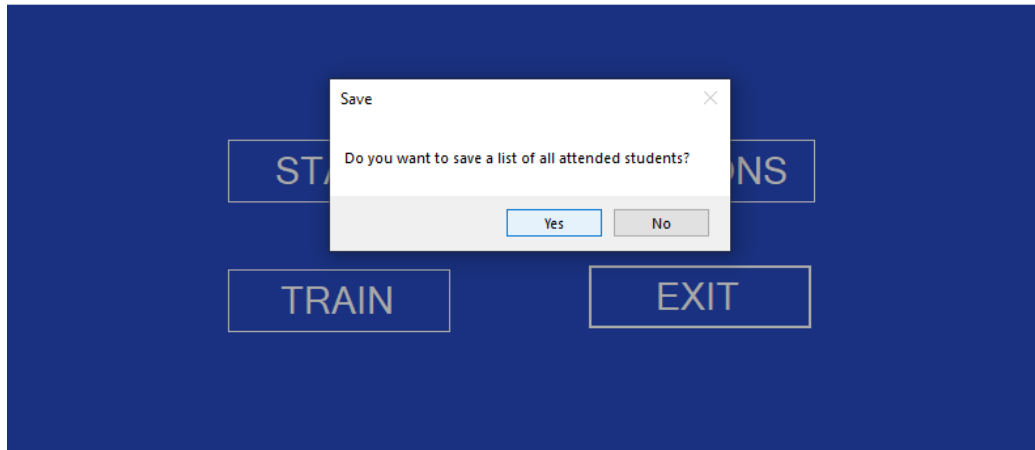 Save
Do you want to save a list of all attended students?
Yes
No
TRAIN
EXIT